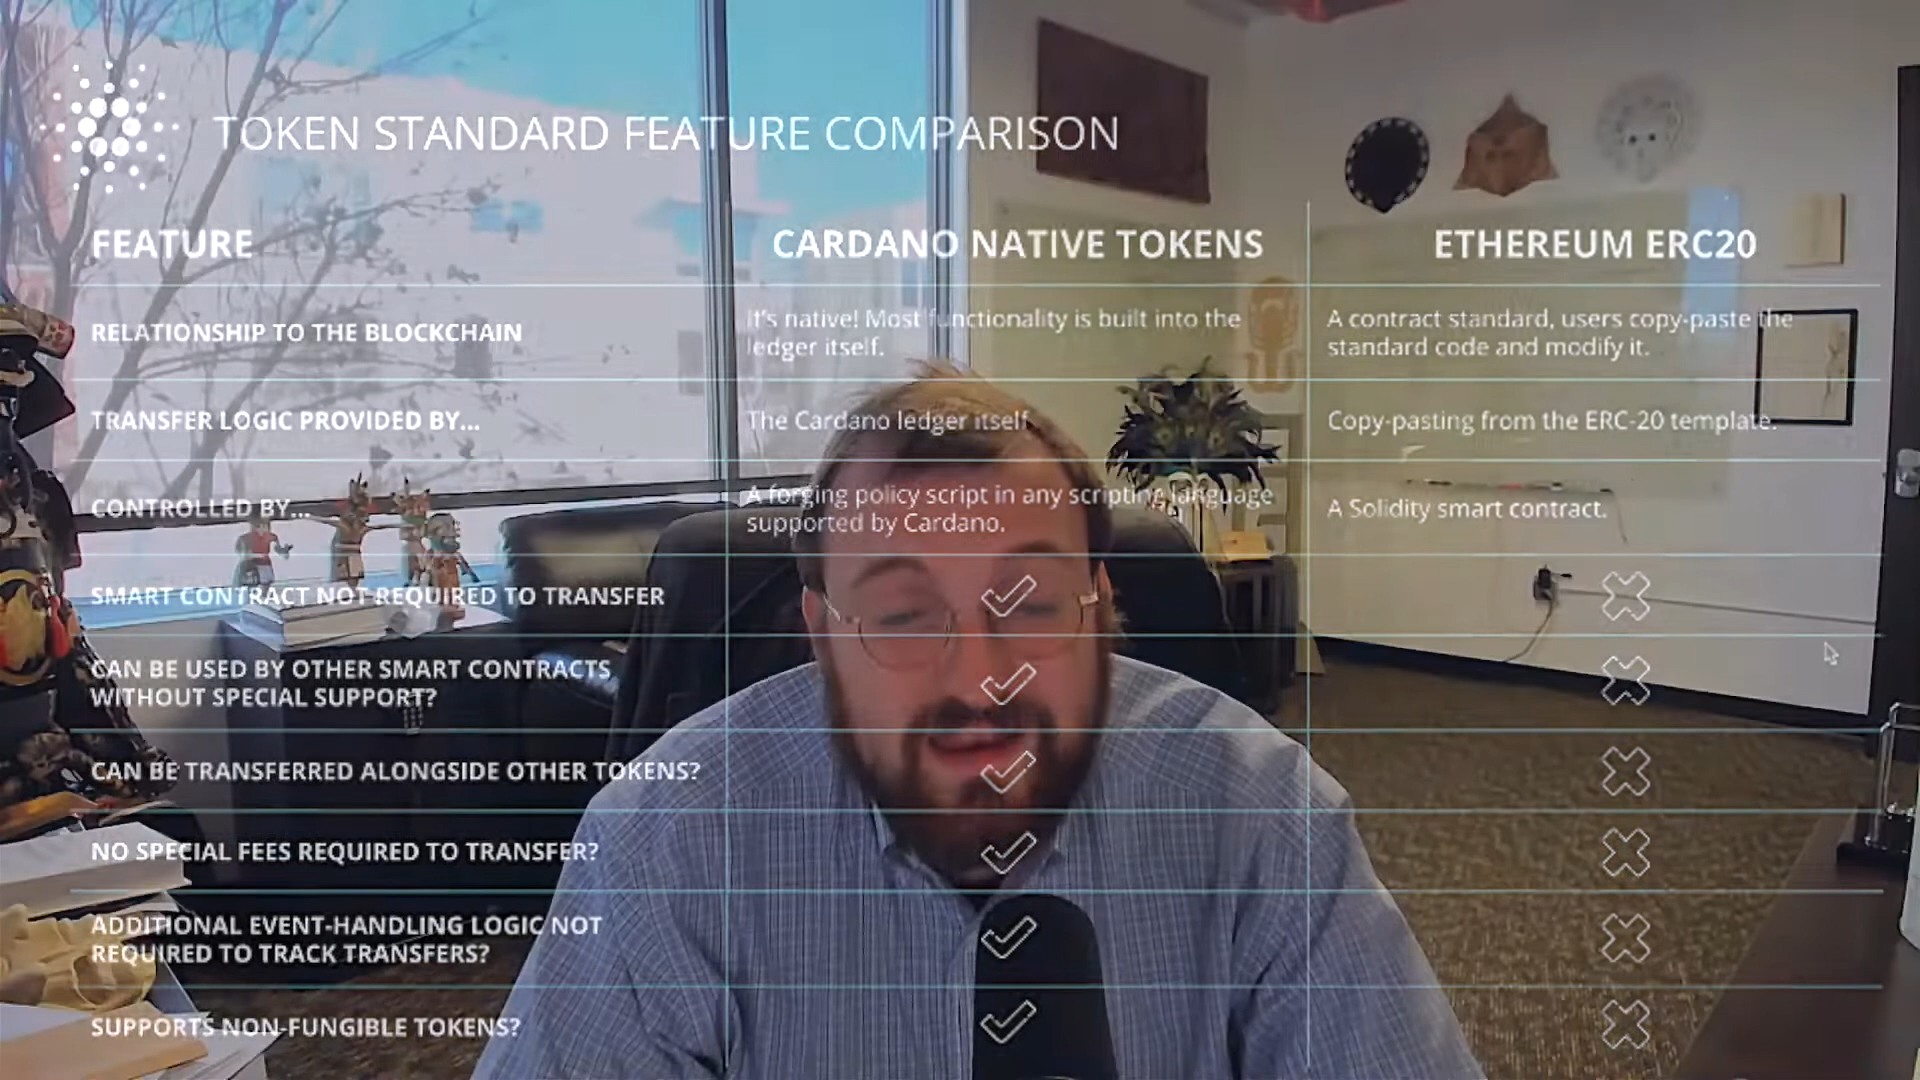 TOKEN STANDARD FEATURE COMPARISON
FEATURE
CARDANO NATIVE TOKENS
ETHEREUM ERC20
RELATIONSHIP TO THE BLOCKCHAIN
It's native! Most functionality is built into the
ledger itself.
A contract standard, users copy-paste the
standard code and modify it.
TRANSFER LOGIC PROVIDED BY...
The Cardano ledger itself
Copy-pasting from the ERC-20 template.
CONTROLLED BY...
A forging policy script in any scripting language
supported by Cardano.
A Solidity smart contract.
SMART CONTRACT NOT REQUIRED TO TRANSFER
CAN BE USED BY OTHER SMART CONTRACTS
WITHOUT SPECIAL SUPPORT?
CAN BE TRANSFERRED ALONGSIDE OTHER TOKENS?
NO SPECIAL FEES REQUIRED TO TRANSFER?
ADDITIONAL EVENT-HANDLING LOGIC NOT
REQUIRED TO TRACK TRANSFERS?
SUPPORTS NON-FUNGIBLE TOKENS?